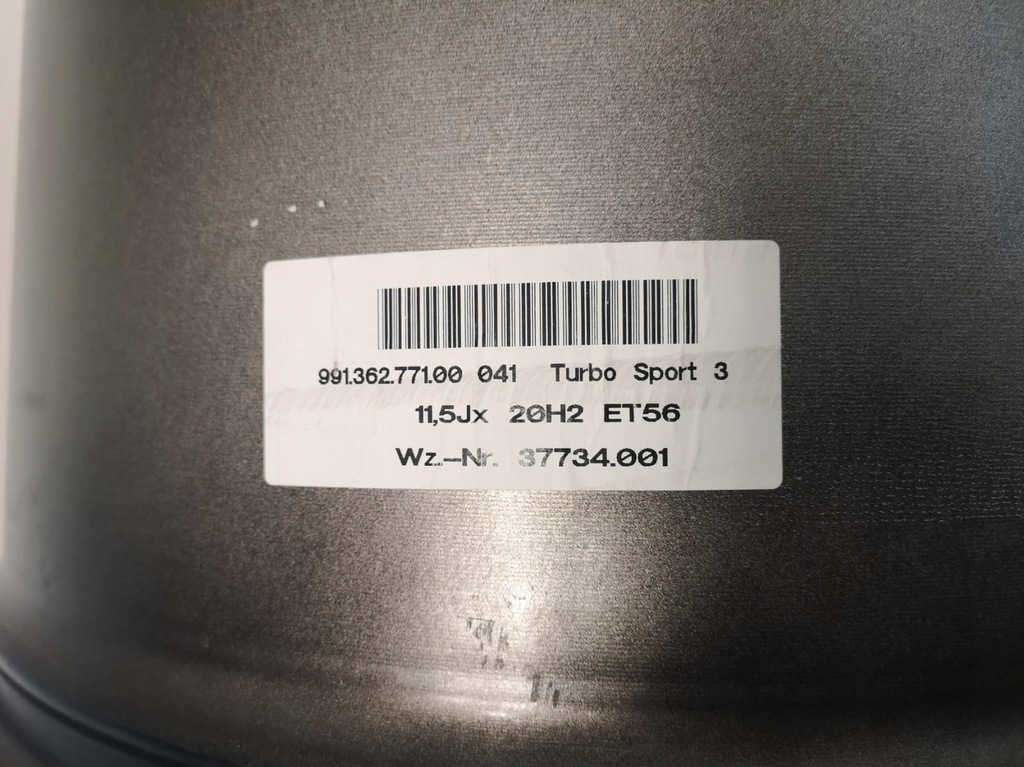 991.362.771.00 041 Turbo Sport 3
11,5Jx 20H2 ET56
Wz.-Nr. 37734.001